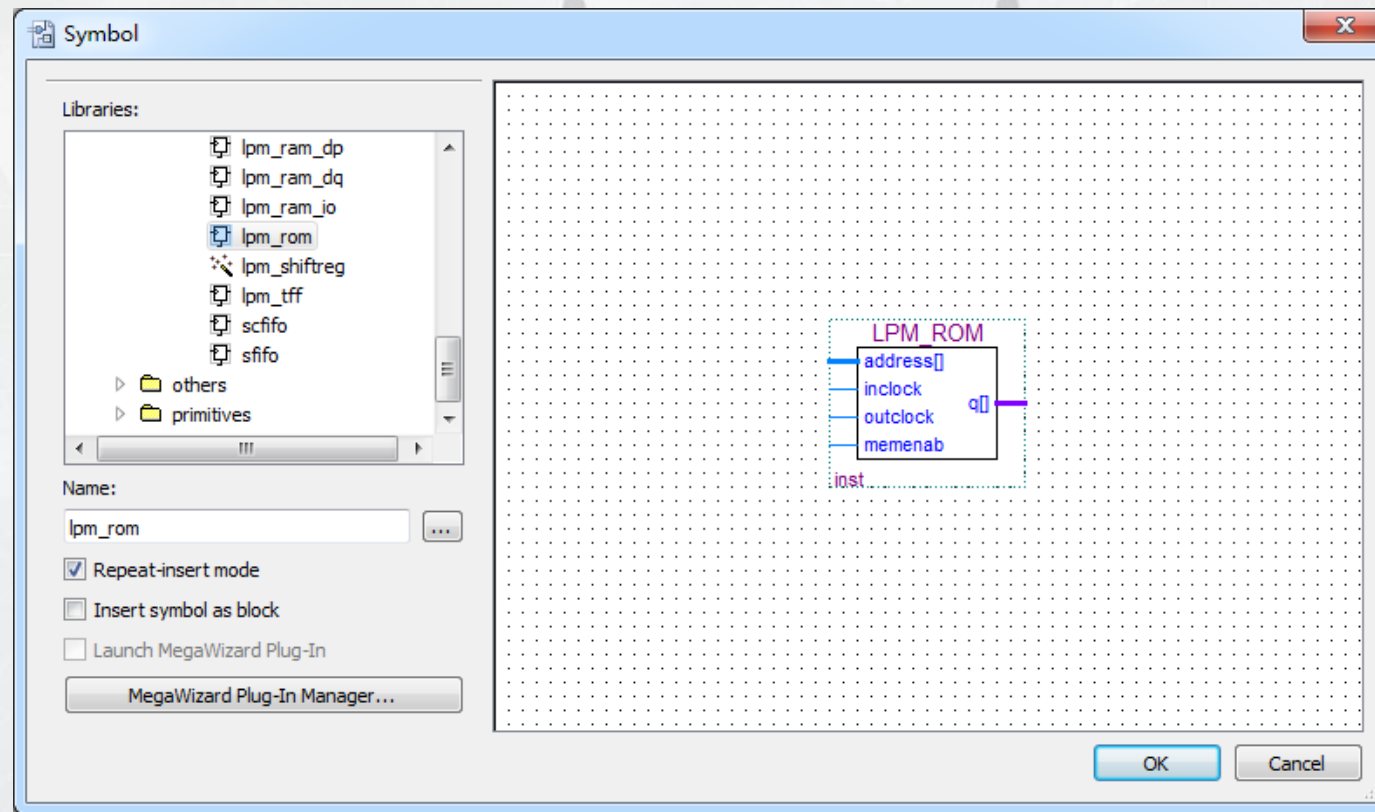 Symbol
Libraries:
lpm_ram_dp
lpm_ram_dq
lpm_ram_io
lpm_rom
lpm_shiftreg
lpm_tff
scfifo
sfifo
others
primitives
Name:
lpm_rom
...
Repeat-insert mode
Insert symbol as block
Launch MegaWizard Plug-In
MegaWizard Plug-In Manager...
LPM_ROM
address[]
inclock
q[]
outclock
memenab
inst
OK
Cancel